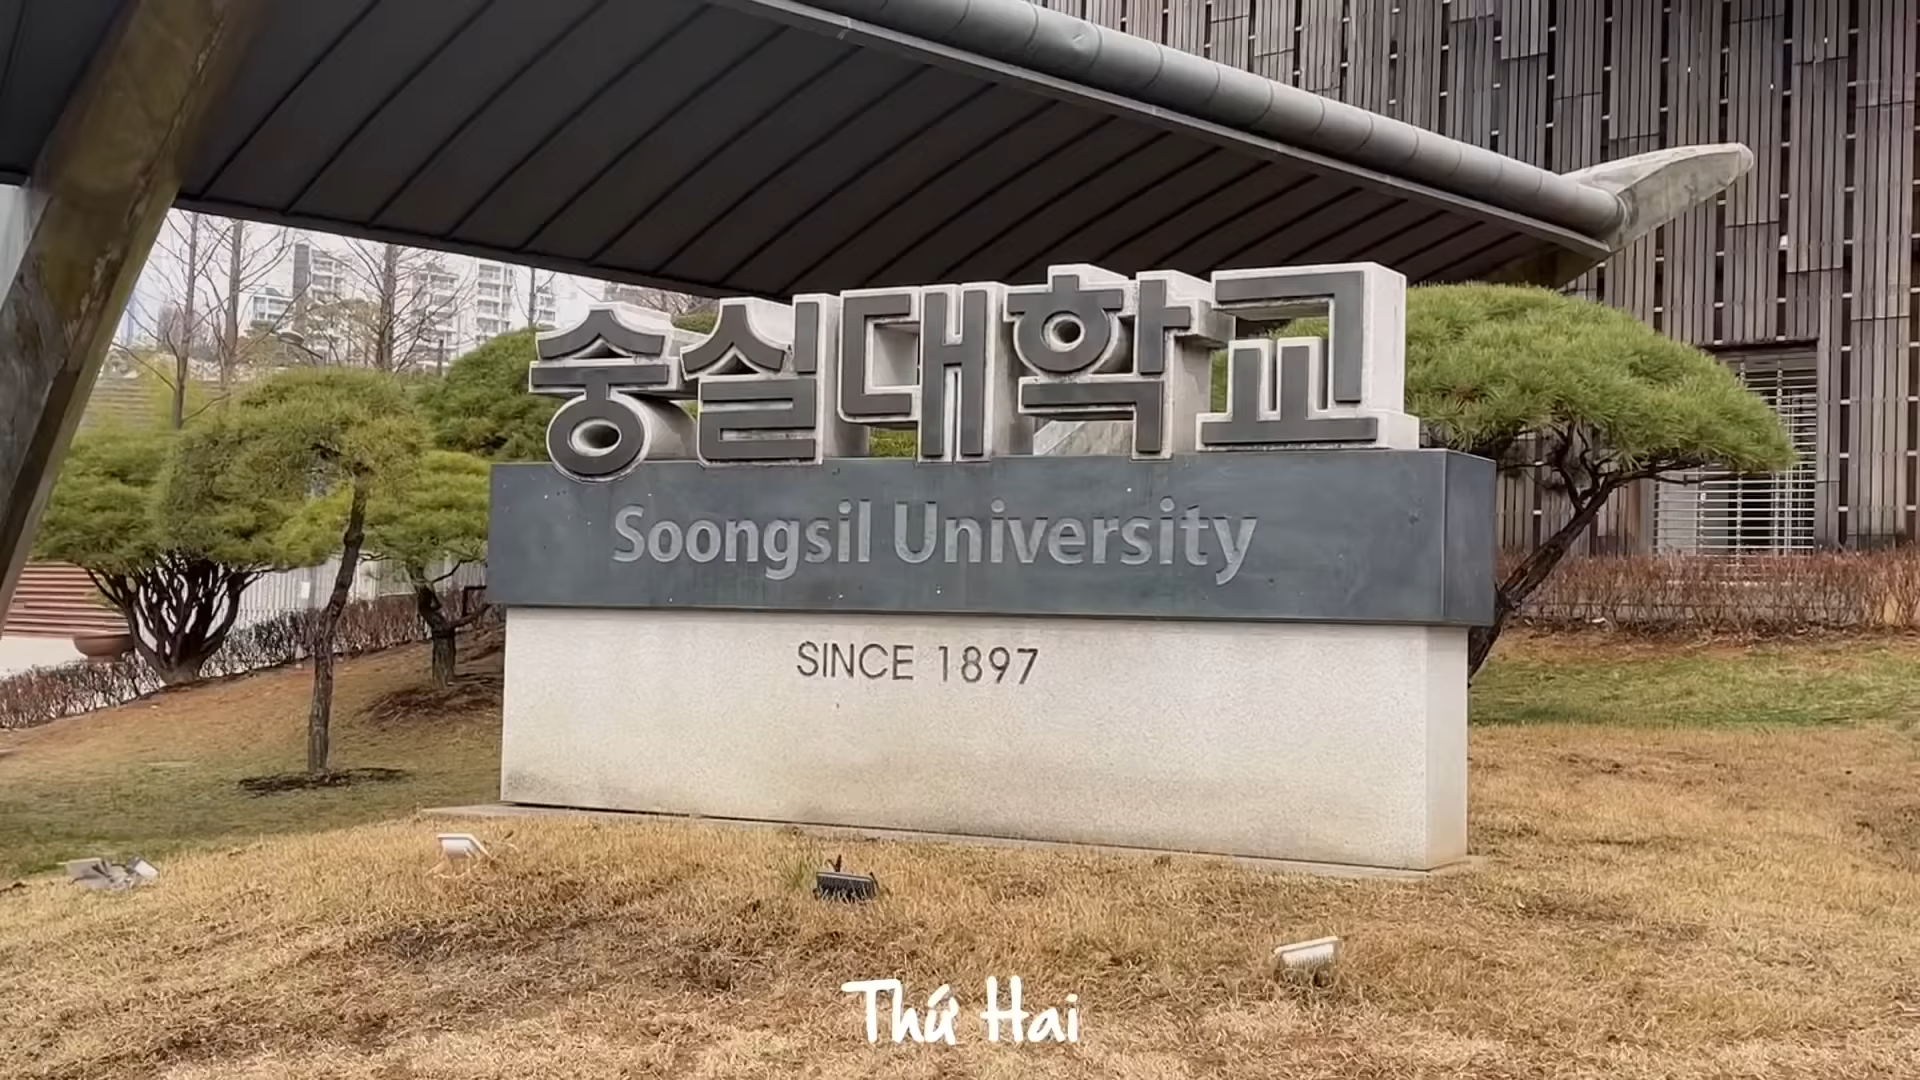 숭실대학교
Soongsil University
SINCE 1897
Thứ Hai